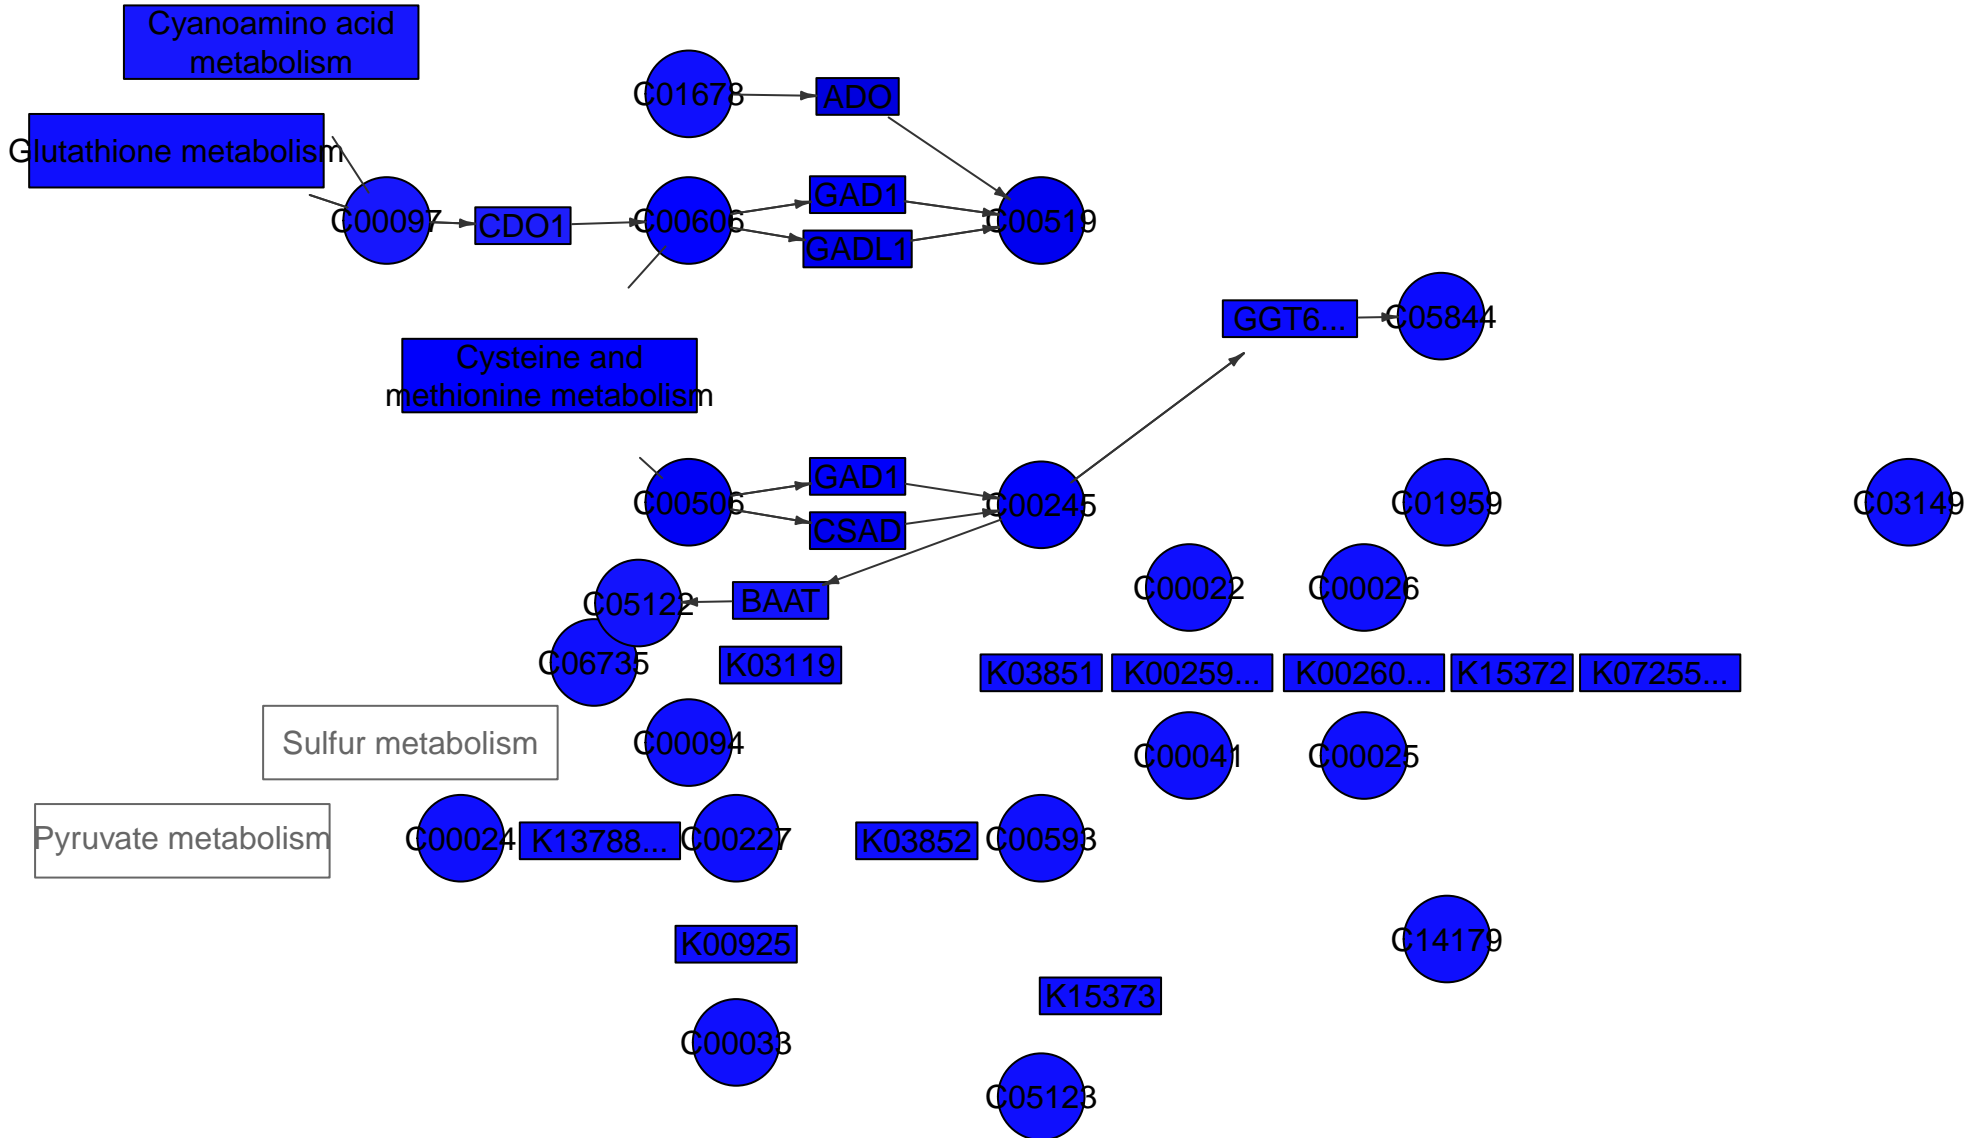 Cyanoamino acid
metabolism
C01678
ADO
Glutathione metabolism
C00097
CDO1
C00606
GAD1
GADL1
C00519
GGT6...
C05844
Cysteine and
methionine metabolism
C00506
GAD1
CSAD
C00245
C01959
C03149
C05122
BAAT
C00022
C00026
C06735
K03119
K03851
K00259...
K00260...
K15372
K07255...
Sulfur metabolism
C00094
C00041
C00025
Pyruvate metabolism
C00024
K13788...
C00227
K03852
C00593
K00925
C14179
K15373
C00033
C05123